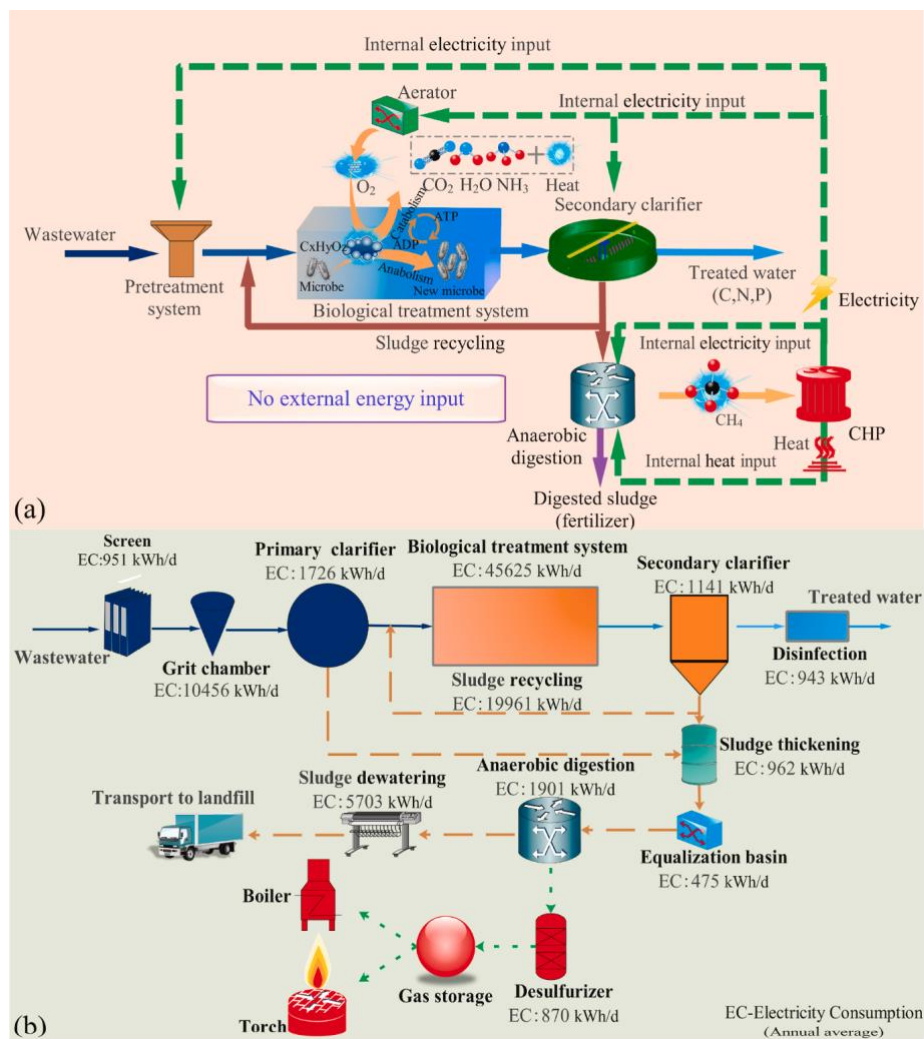 Internal electricity input
Aerator
Internal electricity input
O2
CO2 H2O NH3
Heat
Secondary clarifier
Catabolism
ATP
ADP
Wastewater
CxHyOz
Anabolism
Microbe
New microbe
Pretreatment
system
Biological treatment system
Treated water
(C,N,P)
Electricity
Sludge recycling
Internal electricity input
No external energy input
CH4
CHP
Anaerobic
digestion
Heat
Internal heat input
Digested sludge
(fertilizer)
(a)
Screen
EC:951 kWh/d
Primary clarifier
EC:1726 kWh/d
Biological treatment system
EC:45625 kWh/d
Secondary clarifier
EC:1141 kWh/d
Treated water
Wastewater
Grit chamber
EC:10456 kWh/d
Sludge recycling
EC:19961 kWh/d
Disinfection
EC:943 kWh/d
Sludge thickening
EC:962 kWh/d
Anaerobic digestion
EC:1901 kWh/d
Sludge dewatering
EC:5703 kWh/d
Transport to landfill
Equalization basin
EC:475 kWh/d
Boiler
Gas storage
Desulfurizer
EC:870 kWh/d
Torch
(b)
EC-Electricity Consumption
(Annual average)